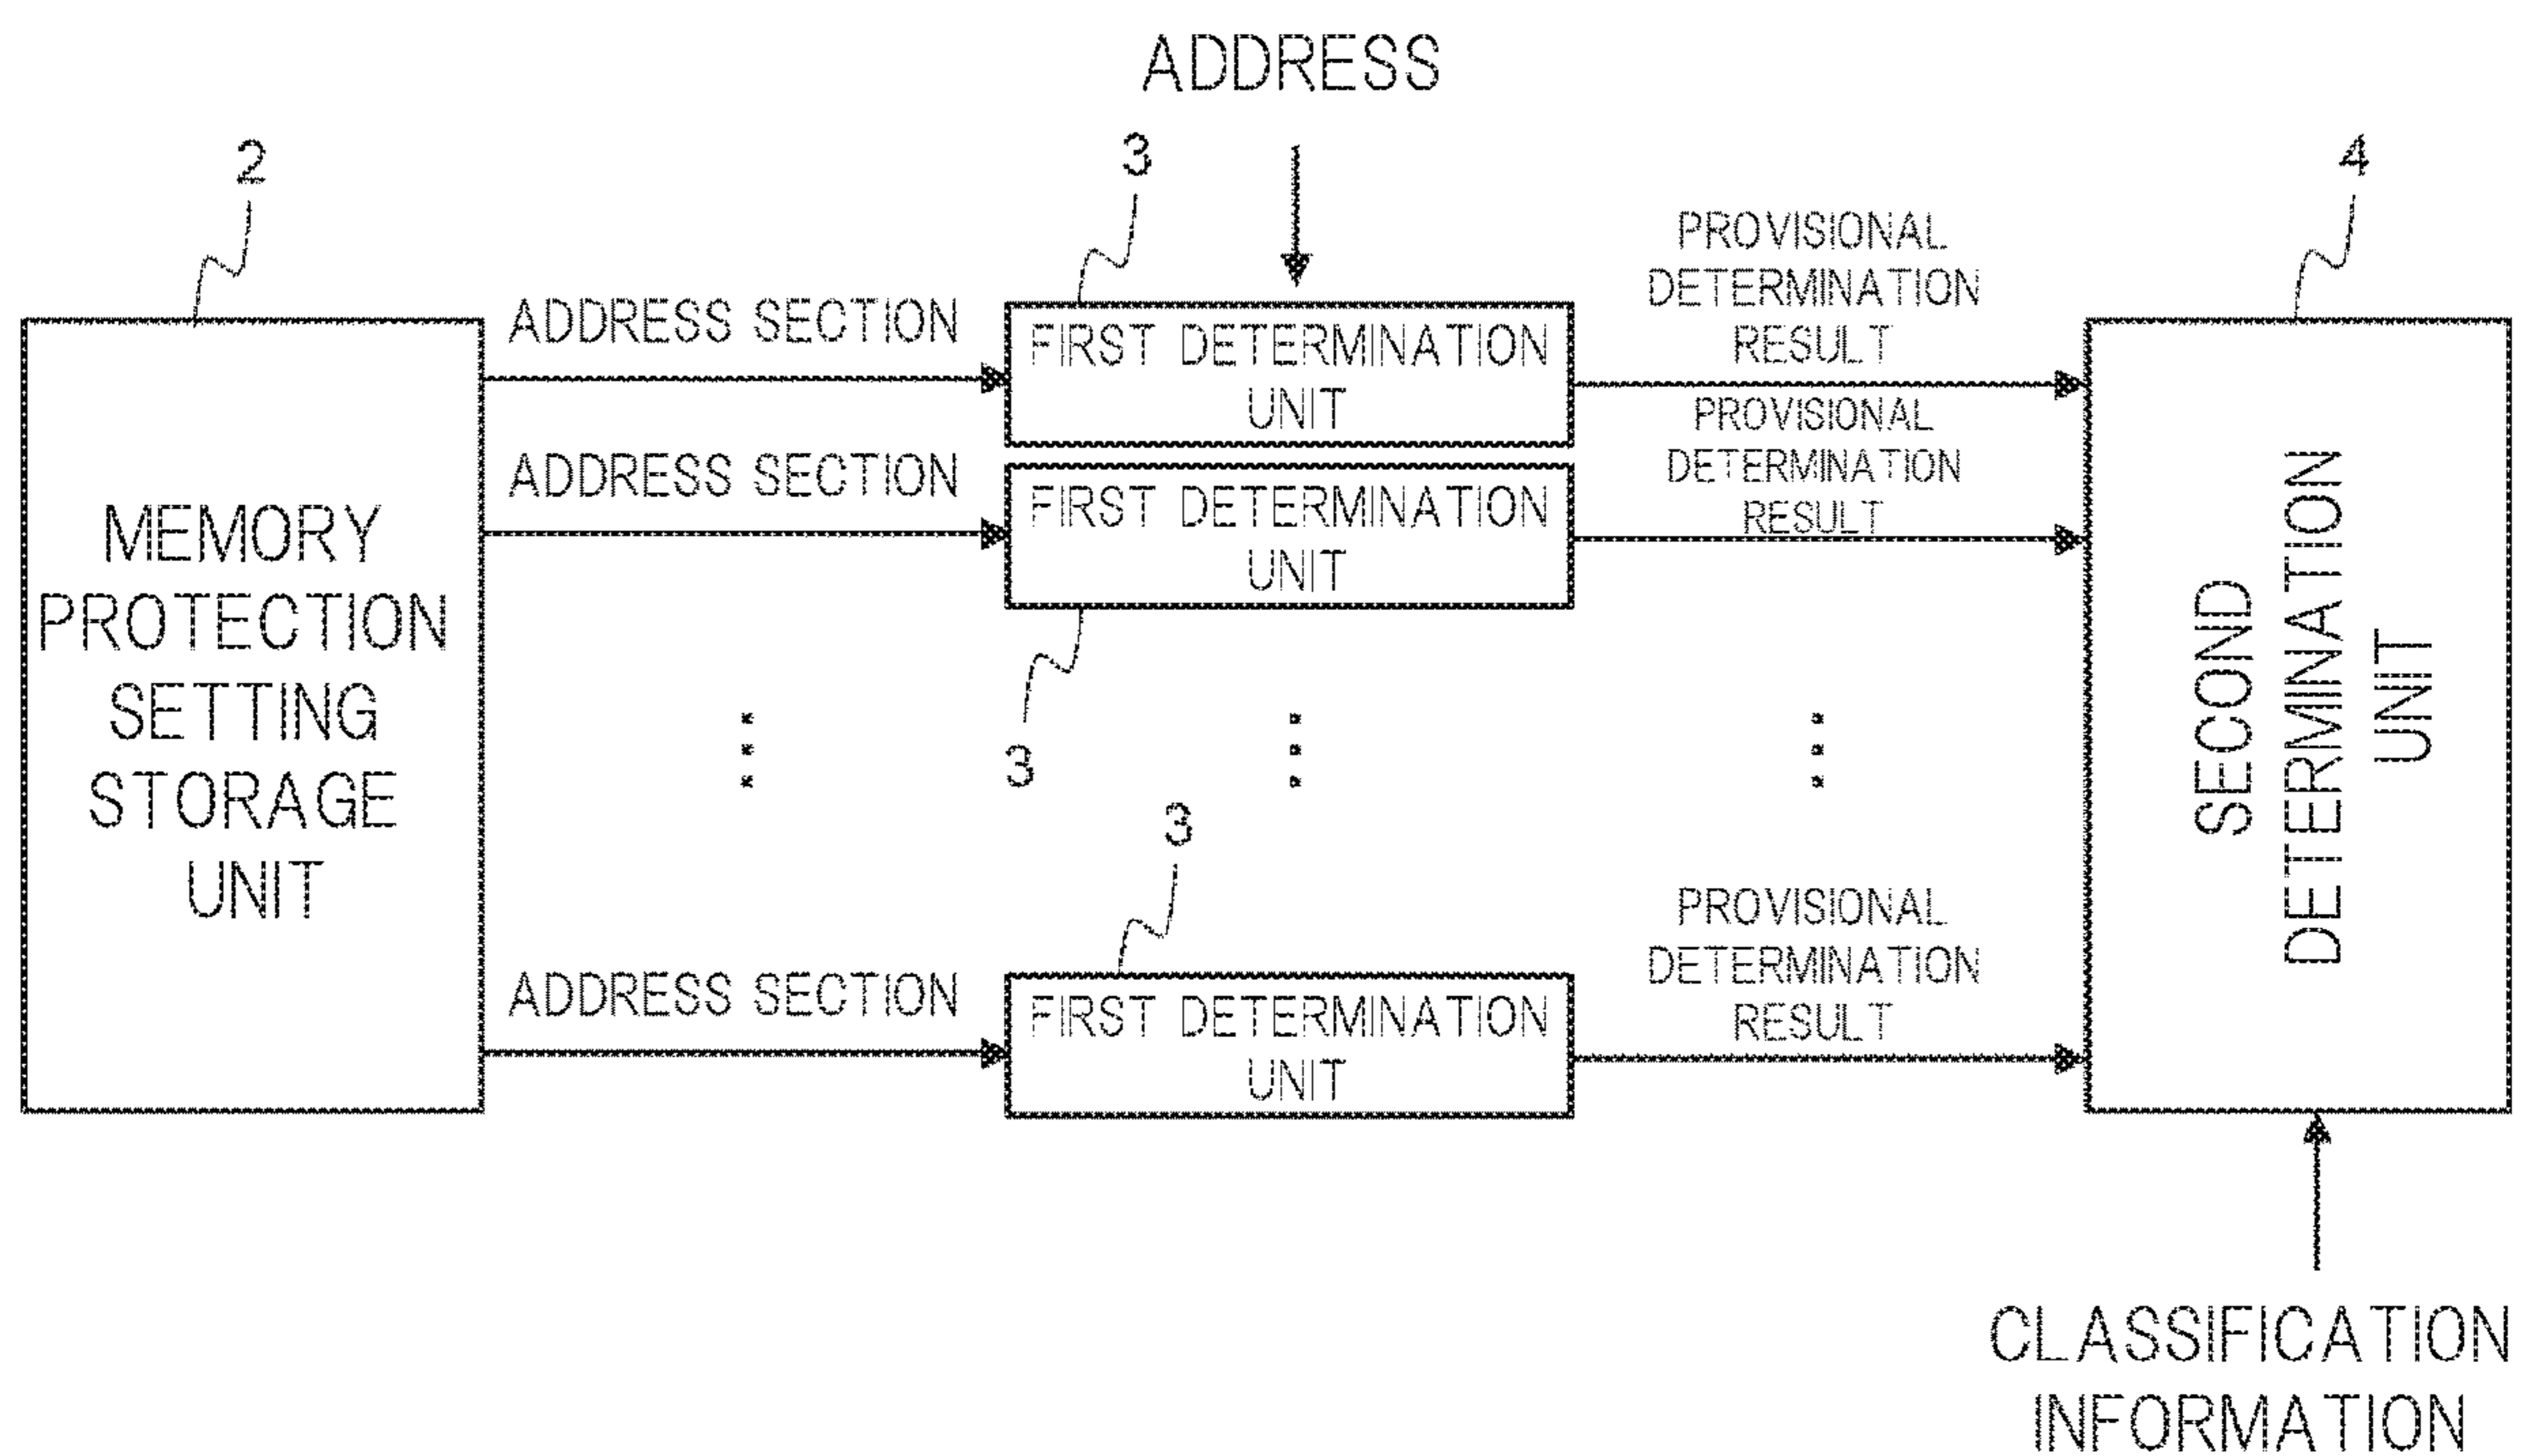 ADDRESS
2
3
4
MEMORY
PROTECTION
SETTING
STORAGE
UNIT
ADDRESS SECTION
FIRST DETERMINATION
UNIT
PROVISIONAL
DETERMINATION
RESULT
ADDRESS SECTION
FIRST DETERMINATION
UNIT
PROVISIONAL
DETERMINATION
RESULT
3
3
ADDRESS SECTION
FIRST DETERMINATION
UNIT
PROVISIONAL
DETERMINATION
RESULT
SECOND
DETERMINATION
UNIT
CLASSIFICATION
INFORMATION